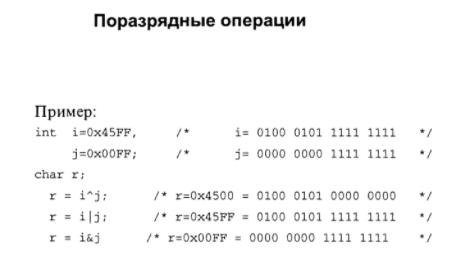 Поразрядные операции
Пример:
int i=0x45FF, /* i= 0100 0101 1111 1111 */
j=0x00FF; /* j= 0000 0000 1111 1111 */
char r;
r = i^j; /* r=0x4500 = 0100 0101 0000 0000 */
r = i|j; /* r=0x45FF = 0100 0101 1111 1111 */
r = i&j /* r=0x00FF = 0000 0000 1111 1111 */